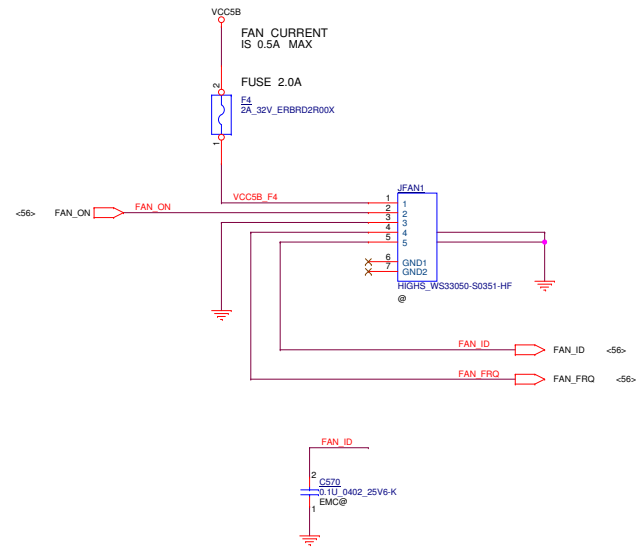 VCC5B
FAN CURRENT
IS 0.5A MAX
FUSE 2.0A
2
F4
2A_32V_ERBRD2R00X
1
JFAN1
VCC5B_F4
1 1
<56> FAN_ON FAN_ON
2 2
3 3
4 4
5 5
6 GND1
7 GND2
HIGHS_WS33050-S0351-HF
@
FAN_ID FAN_ID <56>
FAN_FRQ FAN_FRQ <56>
FAN_ID
2
C570
0.1U_0402_25V6-K
EMC@
1